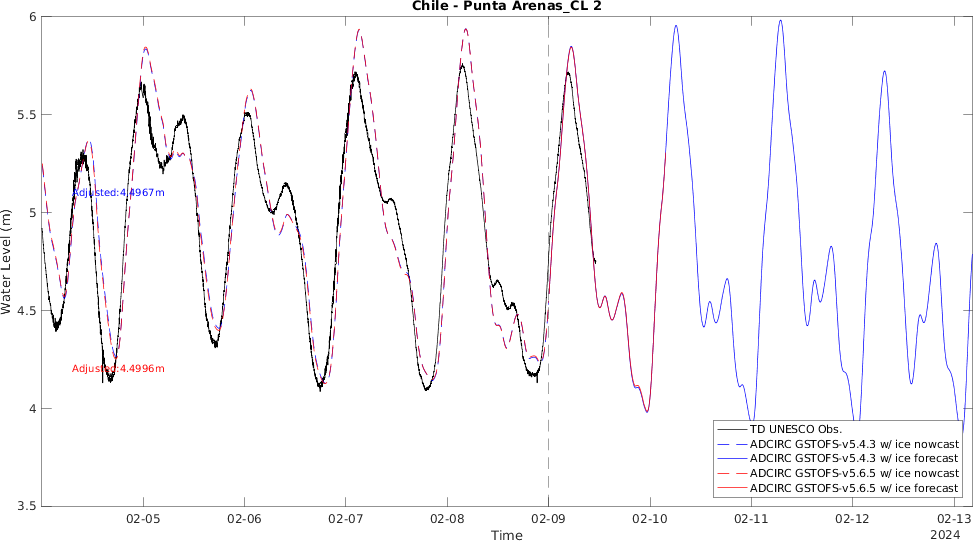 Chile - Punta Arenas_CL 2
6
5.5
5
4.5
4
3.5
Water Level (m)
Adjusted:4.4967m
Adjusted:4.4996m
TD UNESCO Obs.
ADCIRC GSTOFS-v5.4.3 w/ ice nowcast
ADCIRC GSTOFS-v5.4.3 w/ ice forecast
ADCIRC GSTOFS-v5.6.5 w/ ice nowcast
ADCIRC GSTOFS-v5.6.5 w/ ice forecast
02-05 02-06 02-07 02-08 02-09 02-10 02-11 02-12 02-13
Time
2024